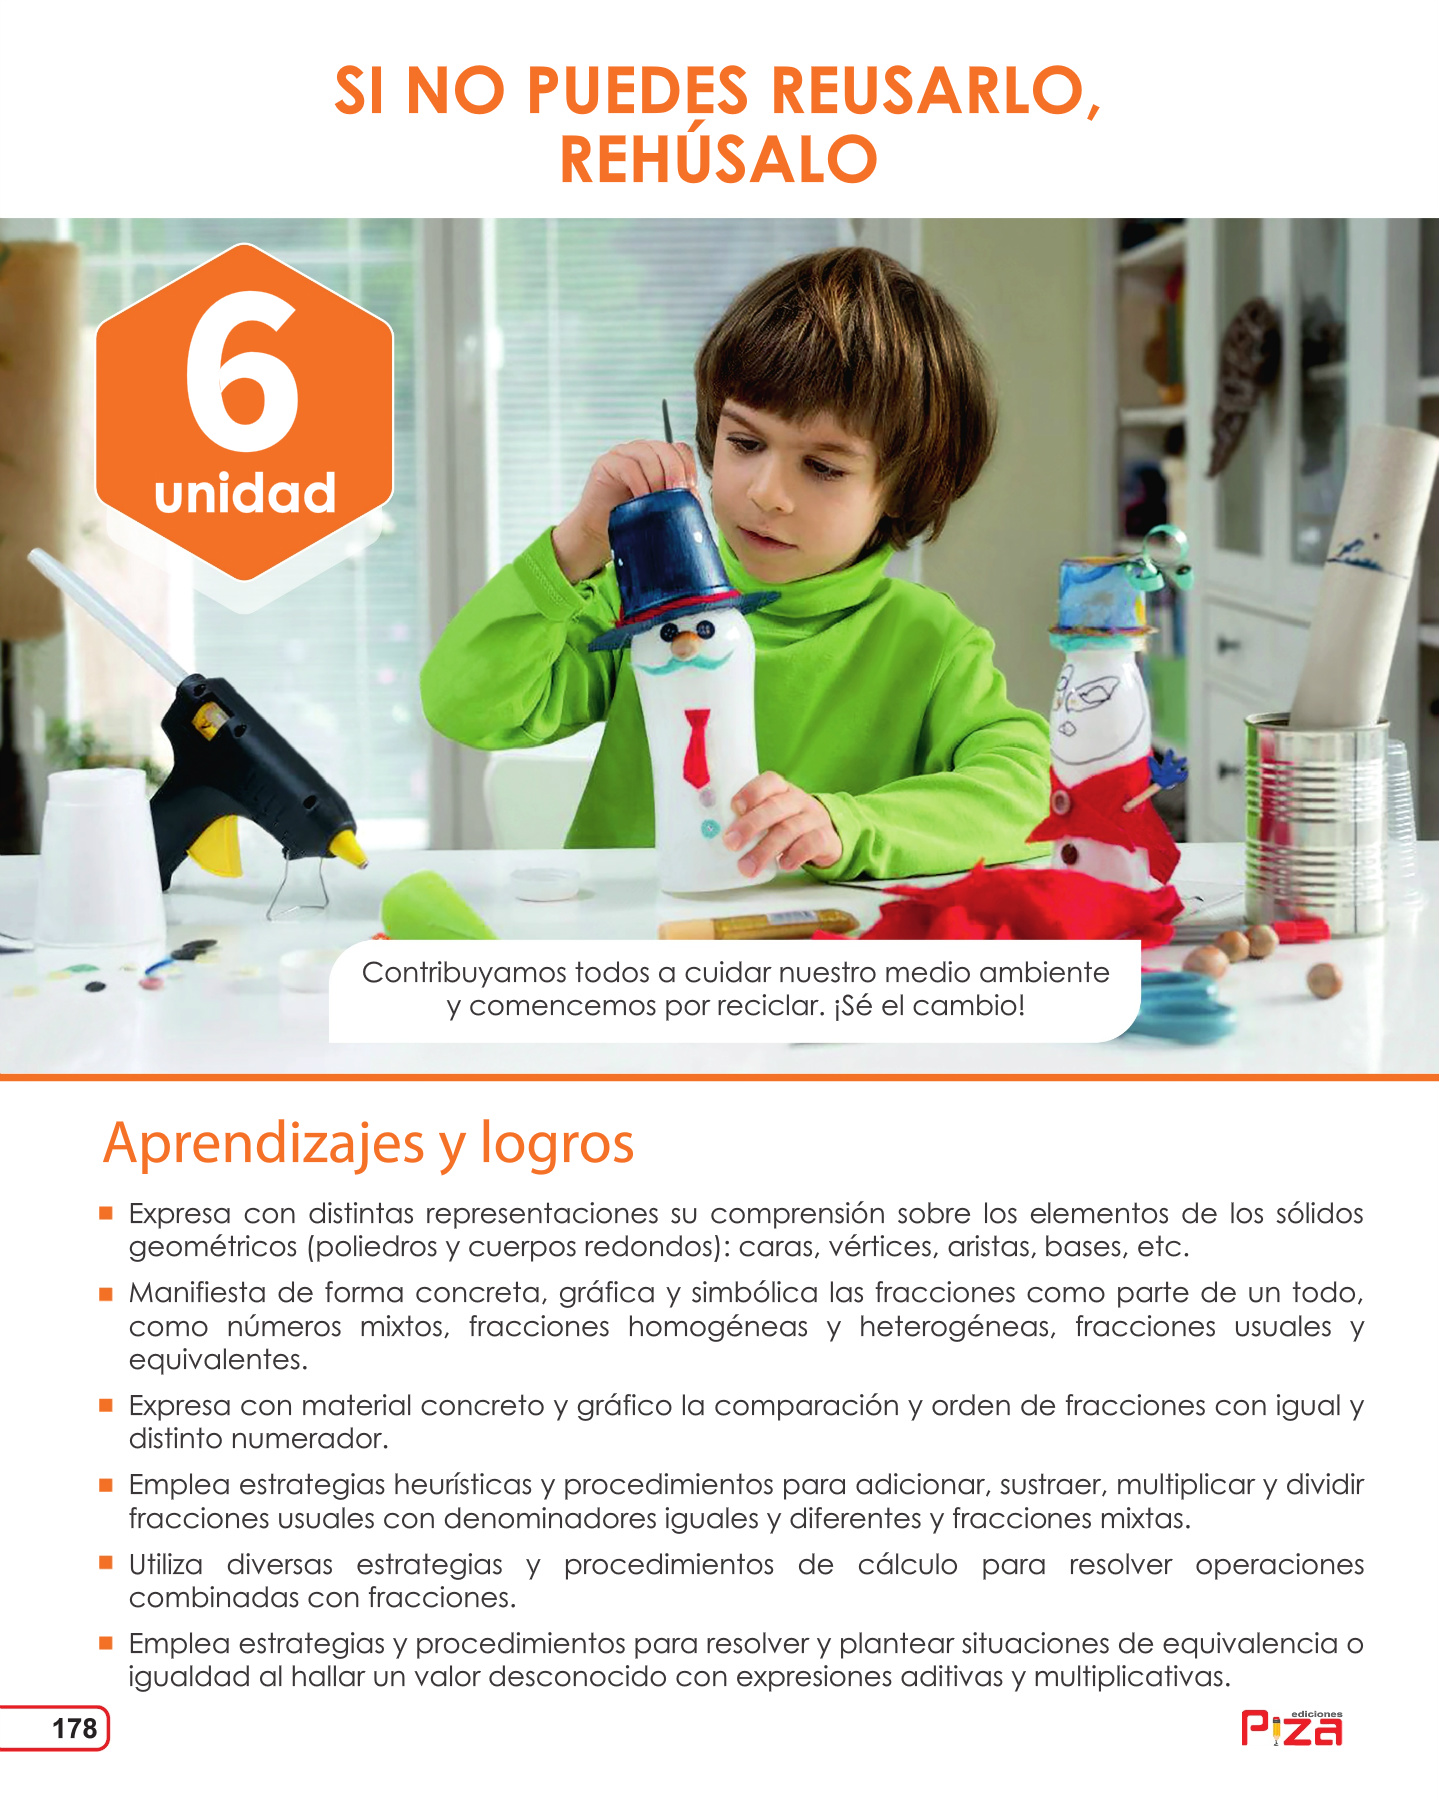 SI NO PUEDES REUSARLO,
REHÚSALO
6
unidad
Contribuyamos todos a cuidar nuestro medio ambiente
y comencemos por reciclar. ¡Sé el cambio!
Aprendizajes y logros
Expresa con distintas representaciones su comprensión sobre los elementos de los sólidos
geométricos (poliedros y cuerpos redondos): caras, vértices, aristas, bases, etc.
Manifiesta de forma concreta, gráfica y simbólica las fracciones como parte de un todo,
como números mixtos, fracciones homogéneas y heterogéneas, fracciones usuales y
equivalentes.
Expresa con material concreto y gráfico la comparación y orden de fracciones con igual y
distinto numerador.
Emplea estrategias heurísticas y procedimientos para adicionar, sustraer, multiplicar y dividir
fracciones usuales con denominadores iguales y diferentes y fracciones mixtas.
Utiliza diversas estrategias y procedimientos de cálculo para resolver operaciones
combinadas con fracciones.
Emplea estrategias y procedimientos para resolver y plantear situaciones de equivalencia o
igualdad al hallar un valor desconocido con expresiones aditivas y multiplicativas.
178
ediciones
Piza